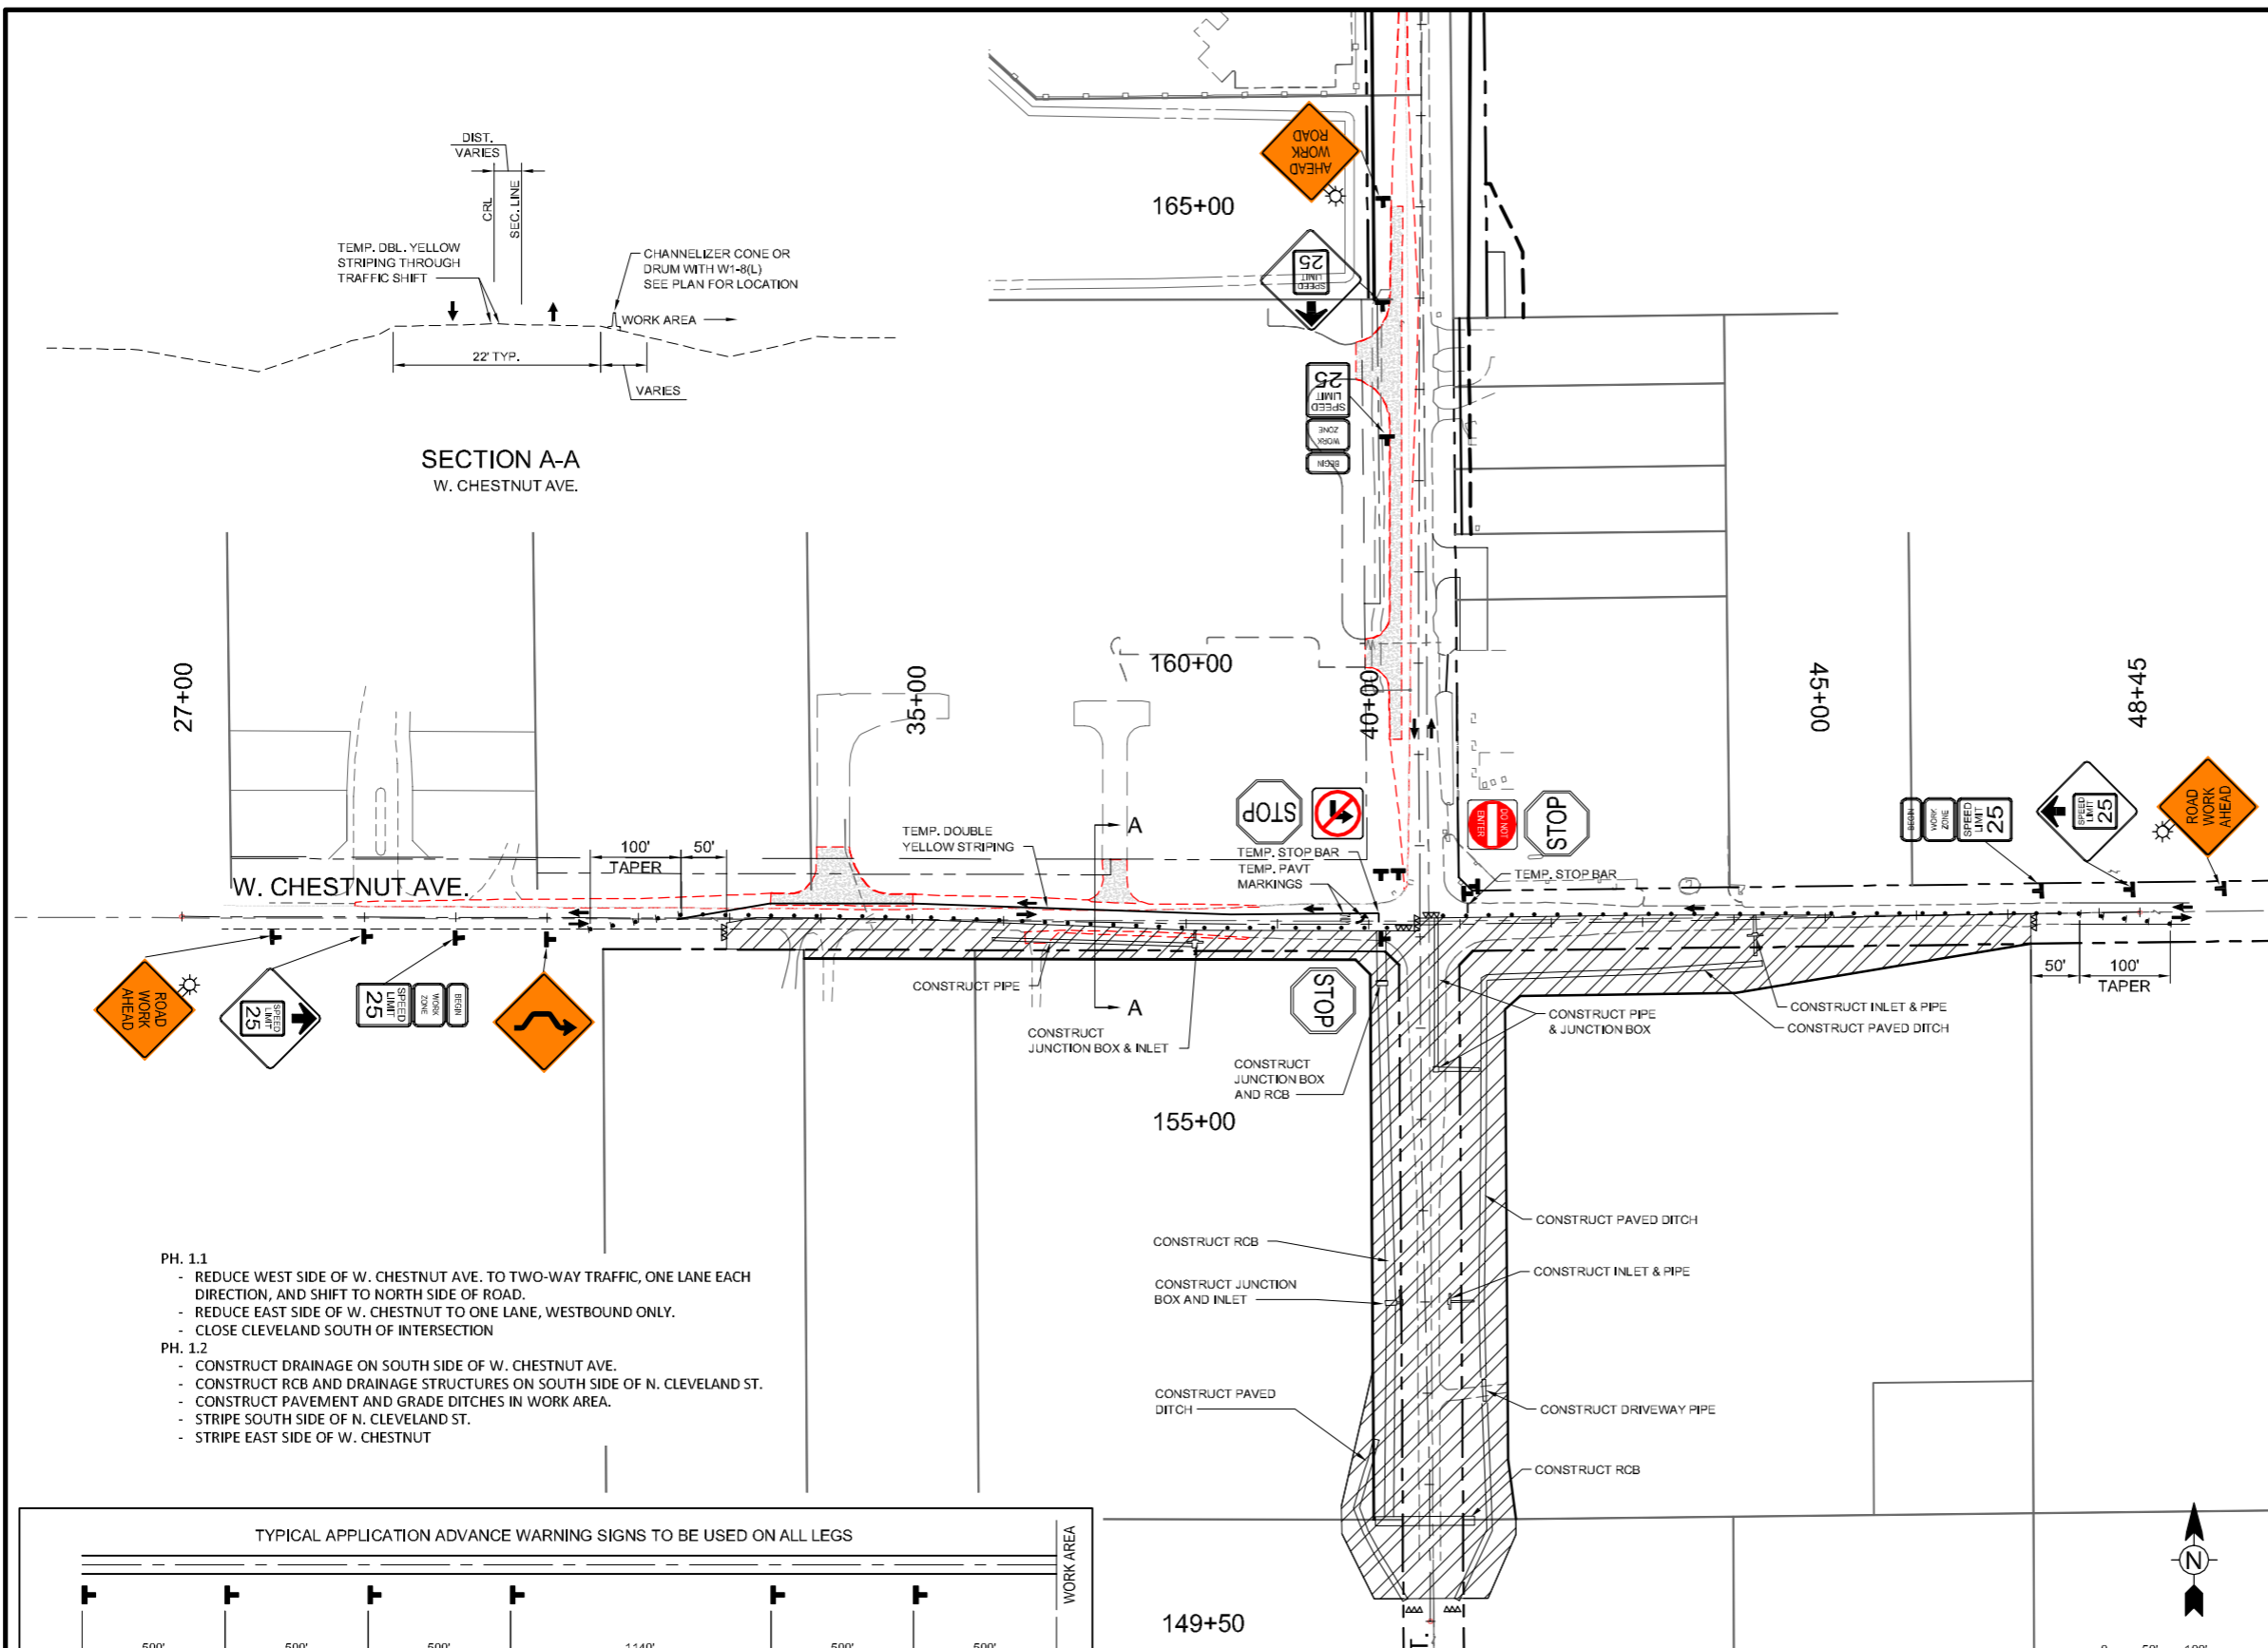 DIST.
VARIES
CRL
SEC. LINE
TEMP. DBL. YELLOW
STRIPING THROUGH
TRAFFIC SHIFT
CHANNELIZER CONE OR
DRUM WITH W1-8(L)
SEE PLAN FOR LOCATION
WORK AREA
22' TYP.
VARIES
SECTION A-A
W. CHESTNUT AVE.
ROAD
WORK
AHEAD
165+00
SPEED
LIMIT
25
BEGIN
WORK
ZONE
SPEED
LIMIT
25
27+00
35+00
160+00
40+00
45+00
48+45
STOP
DO NOT
ENTER
STOP
BEGIN
WORK
ZONE
SPEED
LIMIT
25
SPEED
LIMIT
25
ROAD
WORK
AHEAD
TEMP. DOUBLE
YELLOW STRIPING
A
TEMP. STOP BAR
TEMP. PAVT
MARKINGS
TEMP. STOP BAR
100'
TAPER
50'
W. CHESTNUT AVE.
ROAD
WORK
AHEAD
SPEED
LIMIT
25
SPEED
LIMIT
25
WORK
ZONE
BEGIN
CONSTRUCT PIPE
A
CONSTRUCT
JUNCTION BOX & INLET
STOP
CONSTRUCT
JUNCTION BOX
AND RCB
CONSTRUCT PIPE
& JUNCTION BOX
CONSTRUCT INLET & PIPE
CONSTRUCT PAVED DITCH
50'
100'
TAPER
155+00
CONSTRUCT PAVED DITCH
CONSTRUCT RCB
CONSTRUCT INLET & PIPE
CONSTRUCT JUNCTION
BOX AND INLET
CONSTRUCT PAVED
DITCH
CONSTRUCT DRIVEWAY PIPE
CONSTRUCT RCB
PH. 1.1
- REDUCE WEST SIDE OF W. CHESTNUT AVE. TO TWO-WAY TRAFFIC, ONE LANE EACH
DIRECTION, AND SHIFT TO NORTH SIDE OF ROAD.
- REDUCE EAST SIDE OF W. CHESTNUT TO ONE LANE, WESTBOUND ONLY.
- CLOSE CLEVELAND SOUTH OF INTERSECTION
PH. 1.2
- CONSTRUCT DRAINAGE ON SOUTH SIDE OF W. CHESTNUT AVE.
- CONSTRUCT RCB AND DRAINAGE STRUCTURES ON SOUTH SIDE OF N. CLEVELAND ST.
- CONSTRUCT PAVEMENT AND GRADE DITCHES IN WORK AREA.
- STRIPE SOUTH SIDE OF N. CLEVELAND ST.
- STRIPE EAST SIDE OF W. CHESTNUT
TYPICAL APPLICATION ADVANCE WARNING SIGNS TO BE USED ON ALL LEGS
WORK AREA
149+50
N